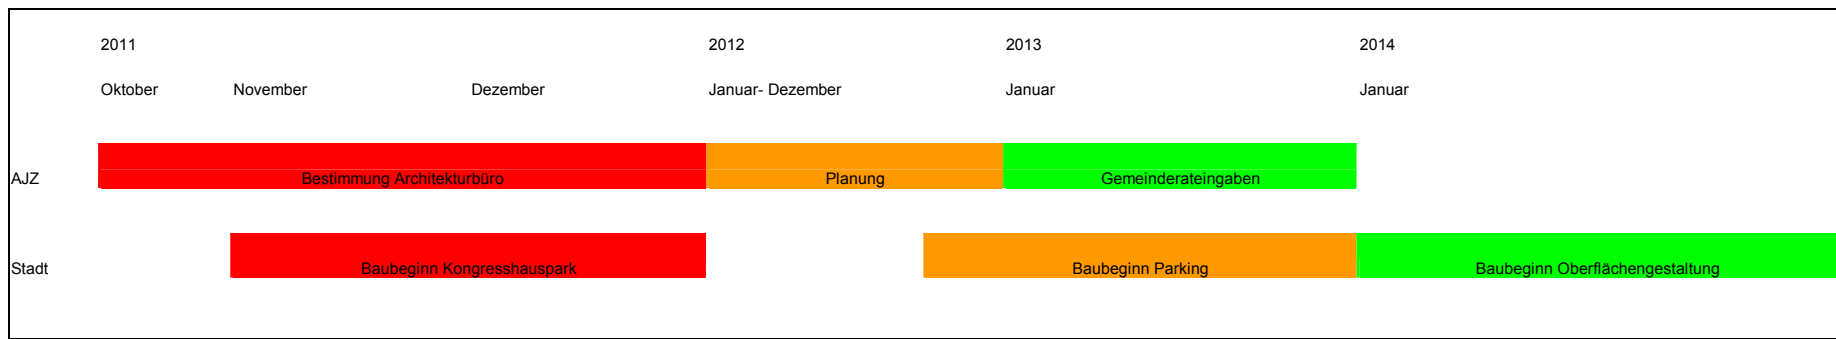 2011 2012 2013 2014
Oktober November Dezember Januar- Dezember Januar Januar
AJZ Bestimmung Architekturbüro Planung Gemeinderateingaben
Stadt Baubeginn Kongresshauspark Baubeginn Parking Baubeginn Oberflächengestaltung